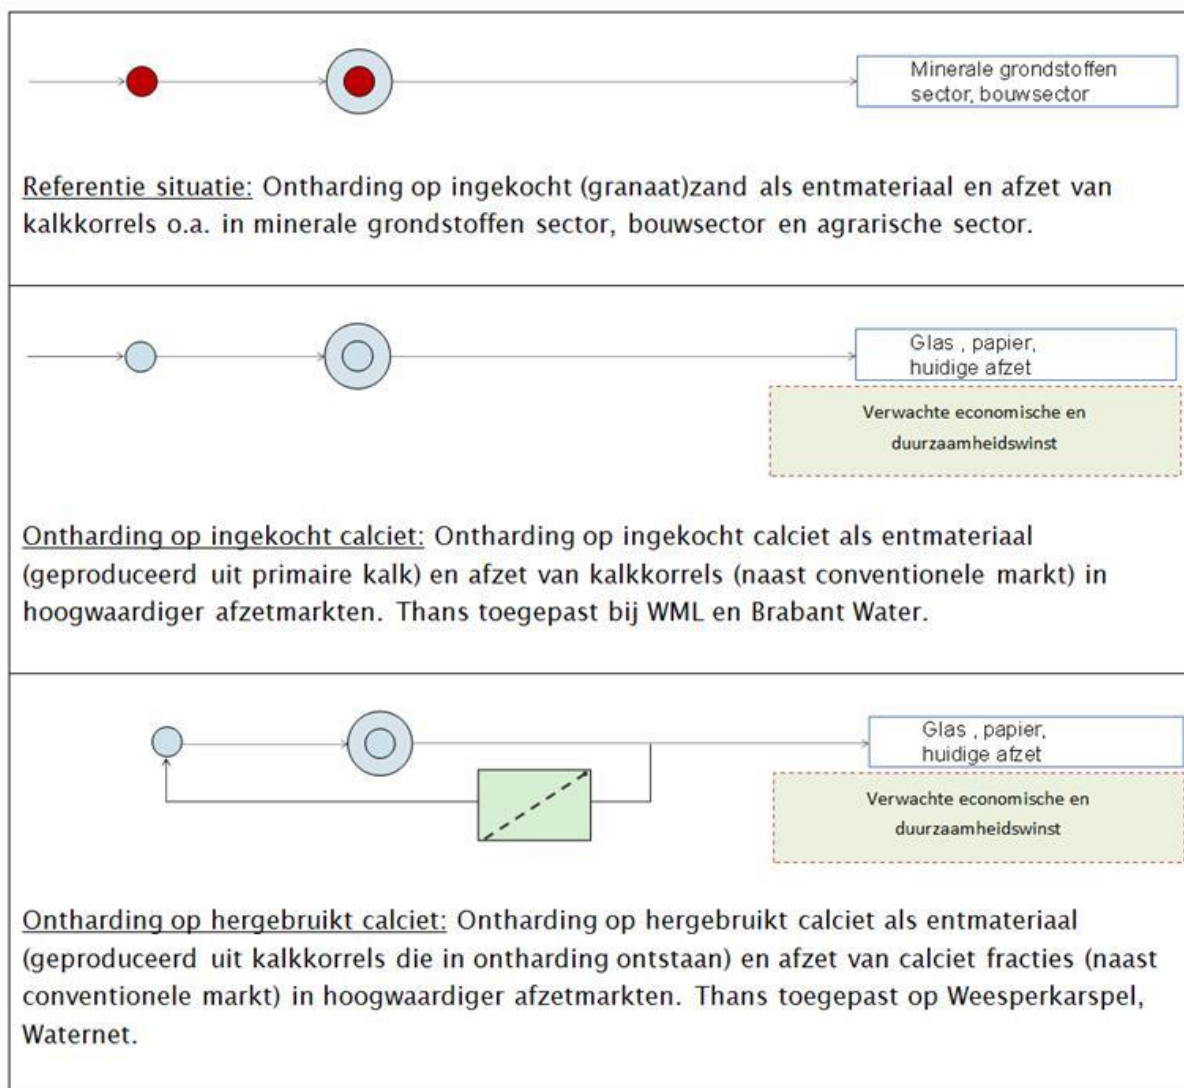 Minerale grondstoffen
sector, bouwsector
Referentie situatie: Ontharding op ingekocht (granaat)zand als entmateriaal en afzet van
kalkkorrels o.a. in minerale grondstoffen sector, bouwsector en agrarische sector.
Glas , papier,
huidige afzet
Verwachte economische en
duurzaamheidswinst
Ontharding op ingekocht calciet: Ontharding op ingekocht calciet als entmateriaal
(geproduceerd uit primaire kalk) en afzet van kalkkorrels (naast conventionele markt) in
hoogwaardiger afzetmarkten. Thans toegepast bij WML en Brabant Water.
Glas , papier,
huidige afzet
Verwachte economische en
duurzaamheidswinst
Ontharding op hergebruikt calciet: Ontharding op hergebruikt calciet als entmateriaal
(geproduceerd uit kalkkorrels die in ontharding ontstaan) en afzet van calciet fracties (naast
conventionele markt) in hoogwaardiger afzetmarkten. Thans toegepast op Weesperkarspel,
Waternet.